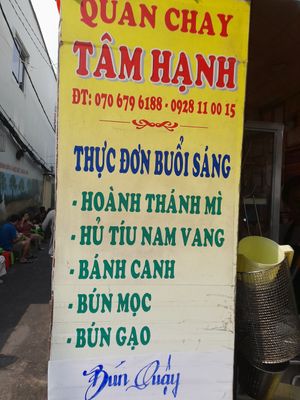 QUÁN CHAY
TÂM HẠNH
ĐT: 070 679 6188 - 0928 11 00 15
THỰC ĐƠN BUỔI SÁNG
- HOÀNH THÁNH MÌ
- HỦ TÍU NAM VANG
- BÁNH CANH
- BÚN MỌC
- BÚN GẠO
Bún Quậy